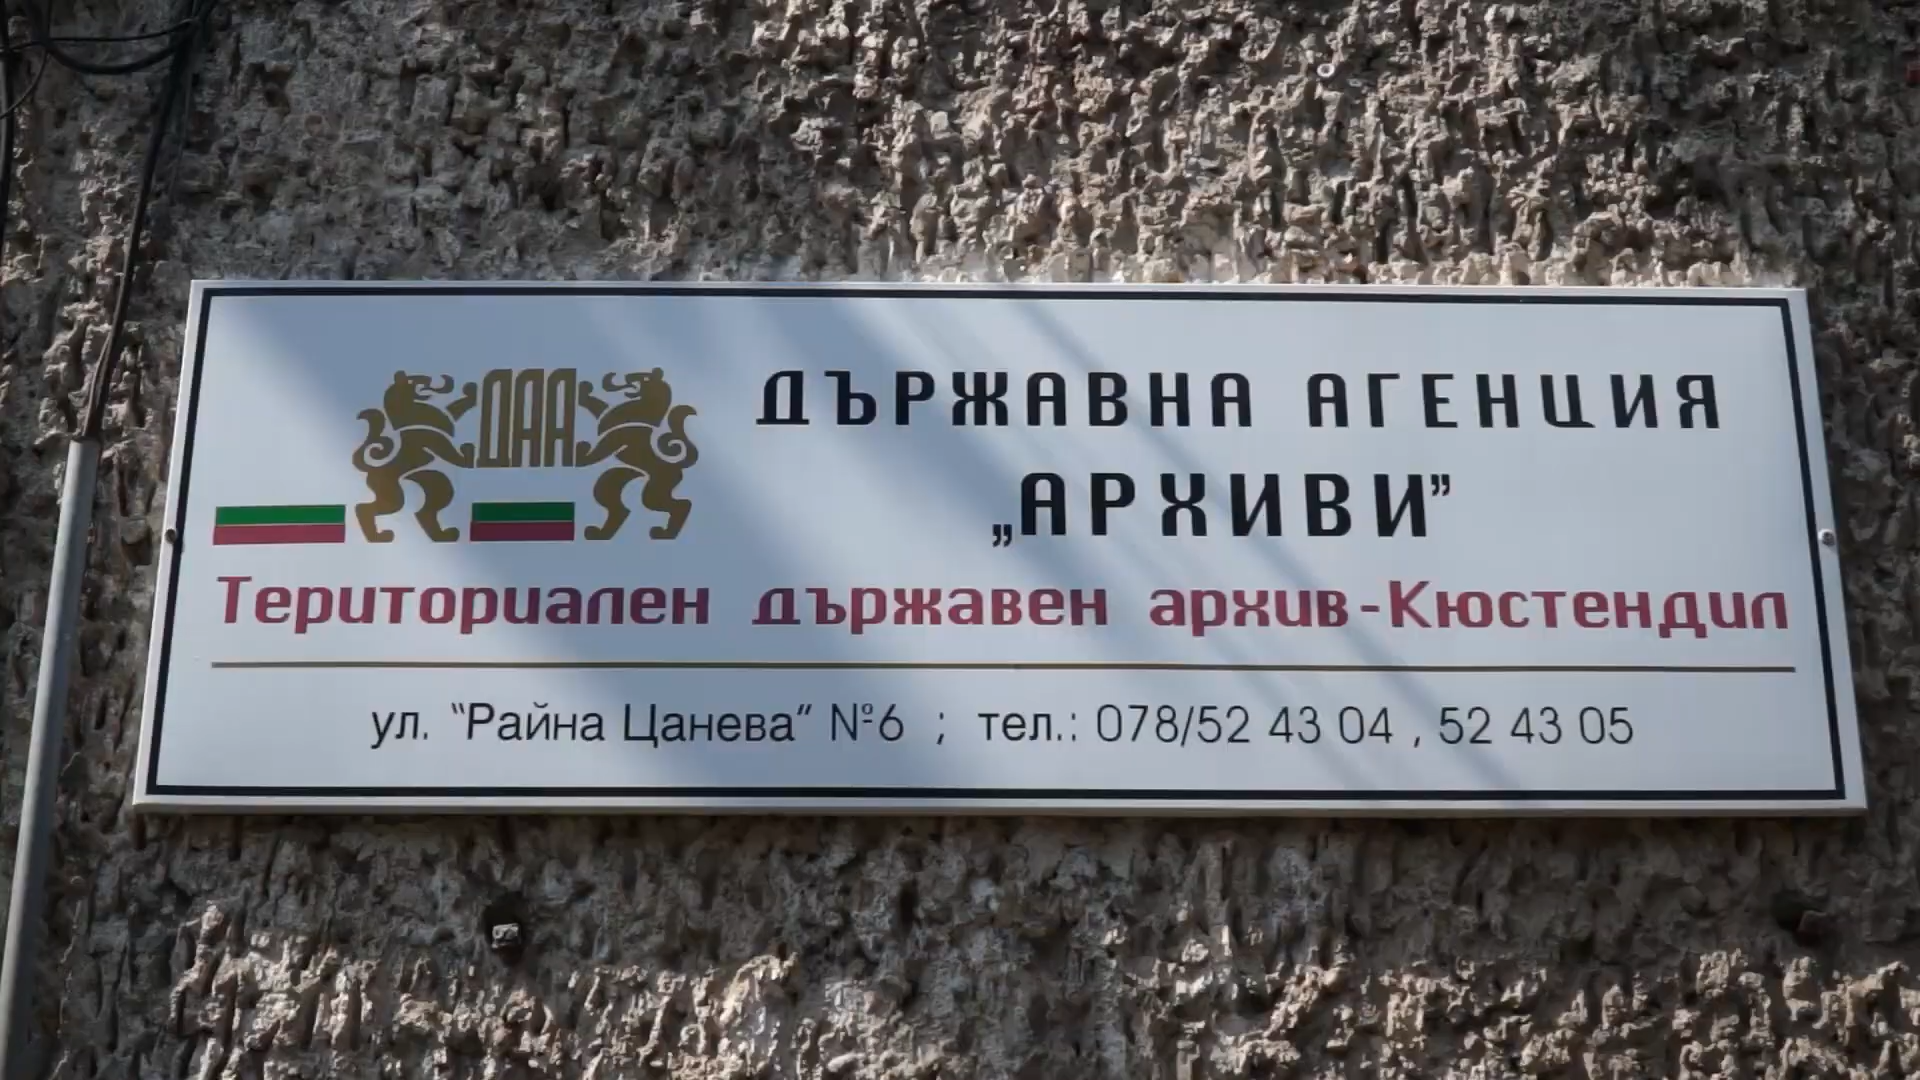 ДАА
ДЪРЖАВНА АГЕНЦИЯ
„АРХИВИ”
Териториален държавен архив-Кюстендил
ул. “Райна Цанева” №6 ; тел.: 078/52 43 04 , 52 43 05